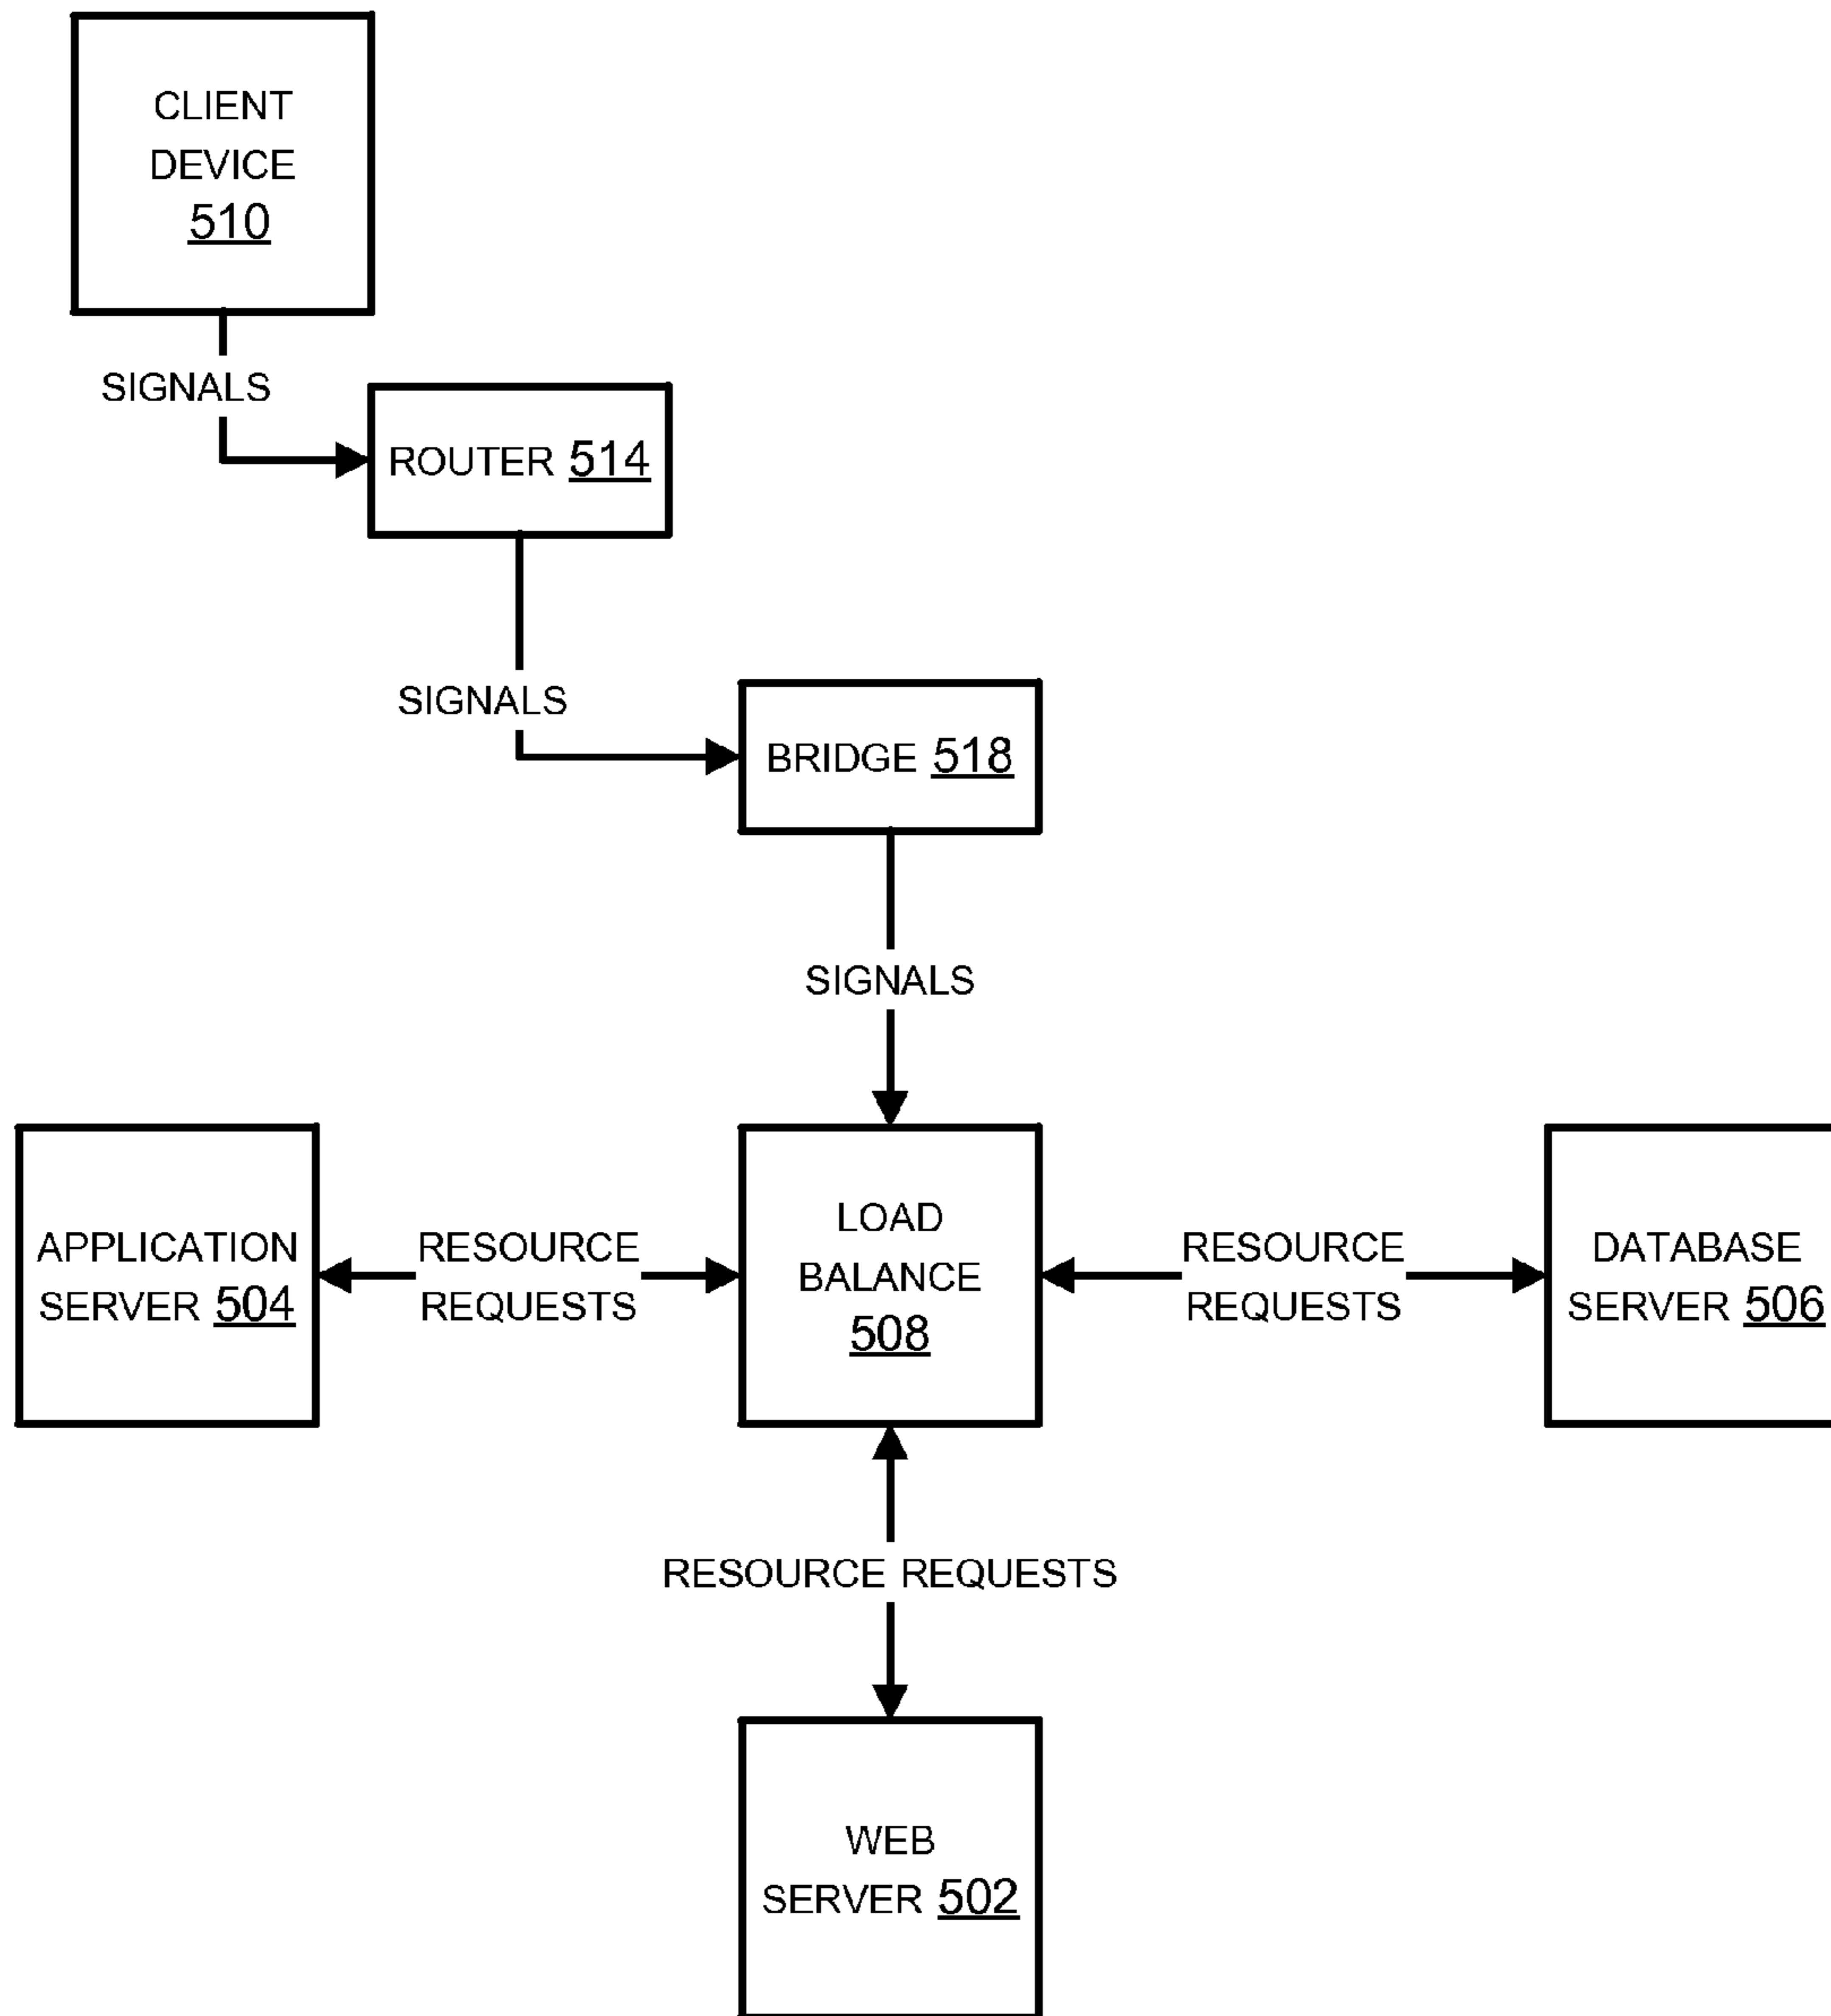 CLIENT
DEVICE
510
SIGNALS
ROUTER 514
SIGNALS
BRIDGE 518
SIGNALS
APPLICATION
SERVER 504
RESOURCE
REQUESTS
LOAD
BALANCE
508
RESOURCE
REQUESTS
DATABASE
SERVER 506
RESOURCE REQUESTS
WEB
SERVER 502